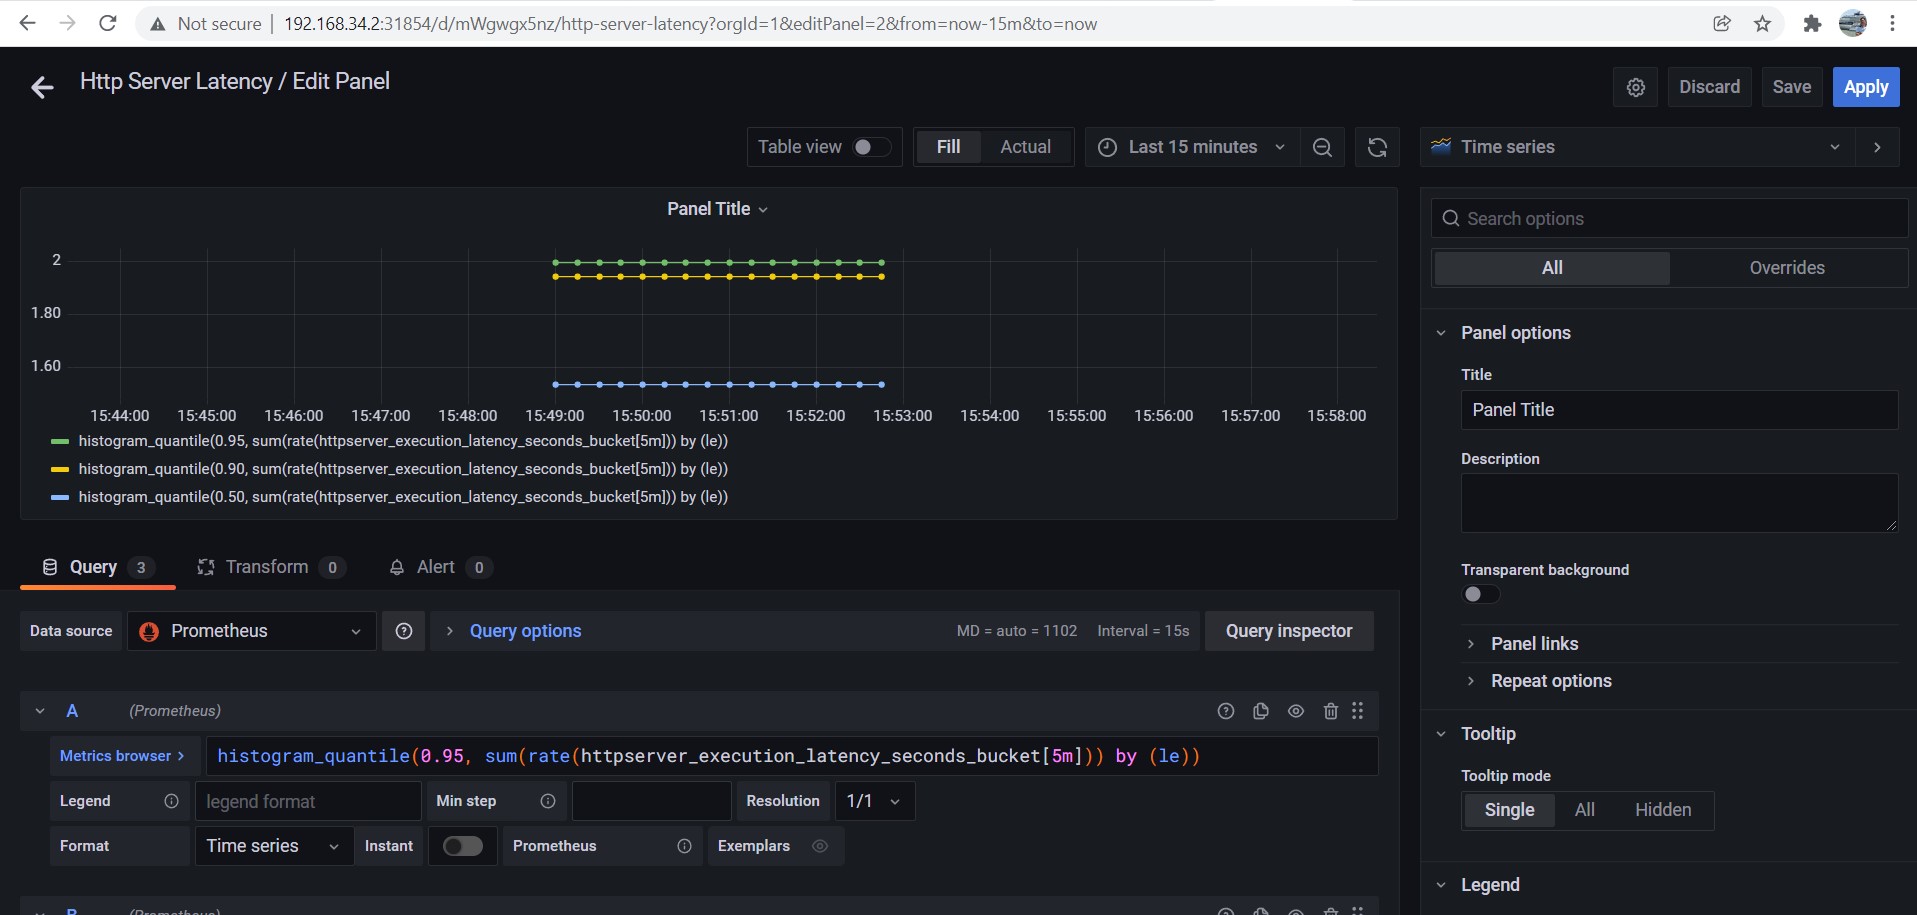 Not secure | 192.168.34.2:31854/d/mWgwgx5nz/http-server-latency?orgId=1&editPanel=2&from=now-15m&to=now
Http Server Latency / Edit Panel
Discard
Save
Apply
Table view
Fill
Actual
Last 15 minutes
Time series
Panel Title
Search options
All
Overrides
2
1.80
1.60
15:44:00 15:45:00 15:46:00 15:47:00 15:48:00 15:49:00 15:50:00 15:51:00 15:52:00 15:53:00 15:54:00 15:55:00 15:56:00 15:57:00 15:58:00
histogram_quantile(0.95, sum(rate(httpserver_execution_latency_seconds_bucket[5m])) by (le))
histogram_quantile(0.90, sum(rate(httpserver_execution_latency_seconds_bucket[5m])) by (le))
histogram_quantile(0.50, sum(rate(httpserver_execution_latency_seconds_bucket[5m])) by (le))
Panel options
Title
Panel Title
Description
Transparent background
Panel links
Repeat options
Tooltip
Tooltip mode
Single
All
Hidden
Legend
Query 3
Transform 0
Alert 0
Data source
Prometheus
Query options
MD = auto = 1102
Interval = 15s
Query inspector
A
(Prometheus)
Metrics browser >
histogram_quantile(0.95, sum(rate(httpserver_execution_latency_seconds_bucket[5m])) by (le))
Legend
legend format
Min step
Resolution
1/1
Format
Time series
Instant
Prometheus
Exemplars
B
(Prometheus)